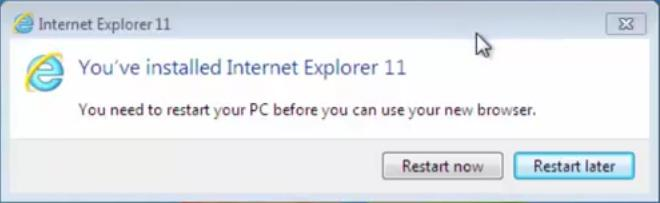 Internet Explorer 11
You've installed Internet Explorer 11
You need to restart your PC before you can use your new browser.
Restart now
Restart later